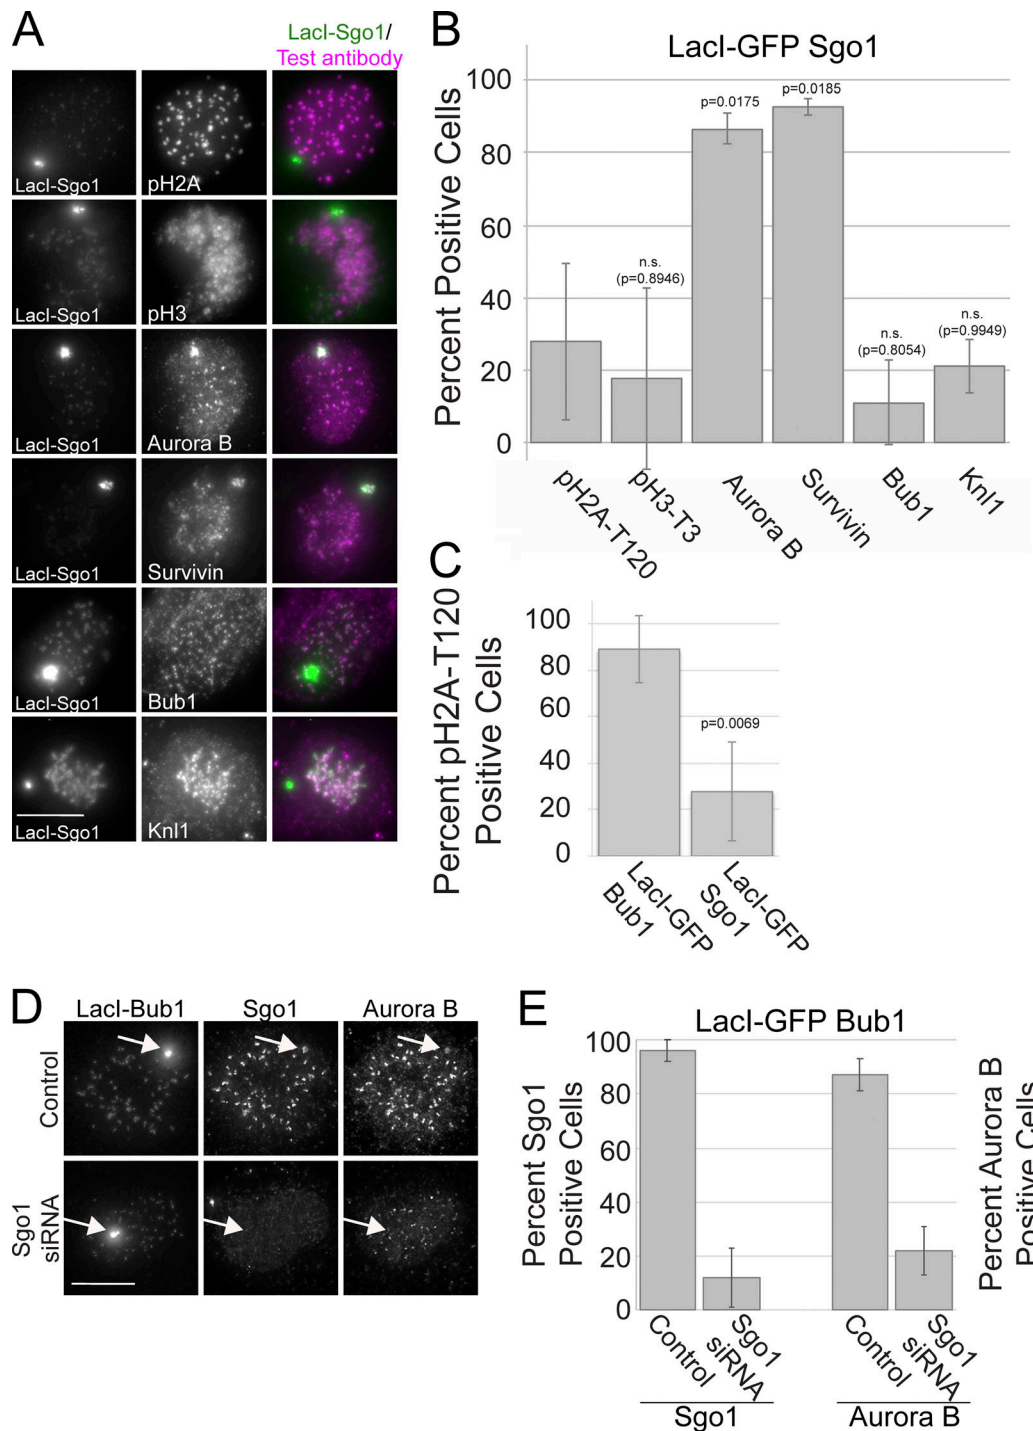 A
LacI-Sgo1/
Test antibody
LacI-Sgo1
pH2A
LacI-Sgo1
pH3
LacI-Sgo1
Aurora B
LacI-Sgo1
Survivin
LacI-Sgo1
Bub1
LacI-Sgo1
Knl1
B
LacI-GFP Sgo1
Percent Positive Cells
100
80
60
40
20
0
p=0.0175
p=0.0185
n.s.
(p=0.8946)
n.s.
(p=0.8054)
n.s.
(p=0.9949)
pH2A-T120
pH3-T3
Aurora B
Survivin
Bub1
Knl1
C
Percent pH2A-T120
Positive Cells
100
80
60
40
20
0
p=0.0069
LacI-GFP
Bub1
LacI-GFP
Sgo1
D
LacI-Bub1
Sgo1
Aurora B
Control
Sgo1
siRNA
E
LacI-GFP Bub1
Percent Sgo1
Positive Cells
100
80
60
40
20
0
Percent Aurora B
Positive Cells
Control
Sgo1
siRNA
Control
Sgo1
siRNA
Sgo1
Aurora B